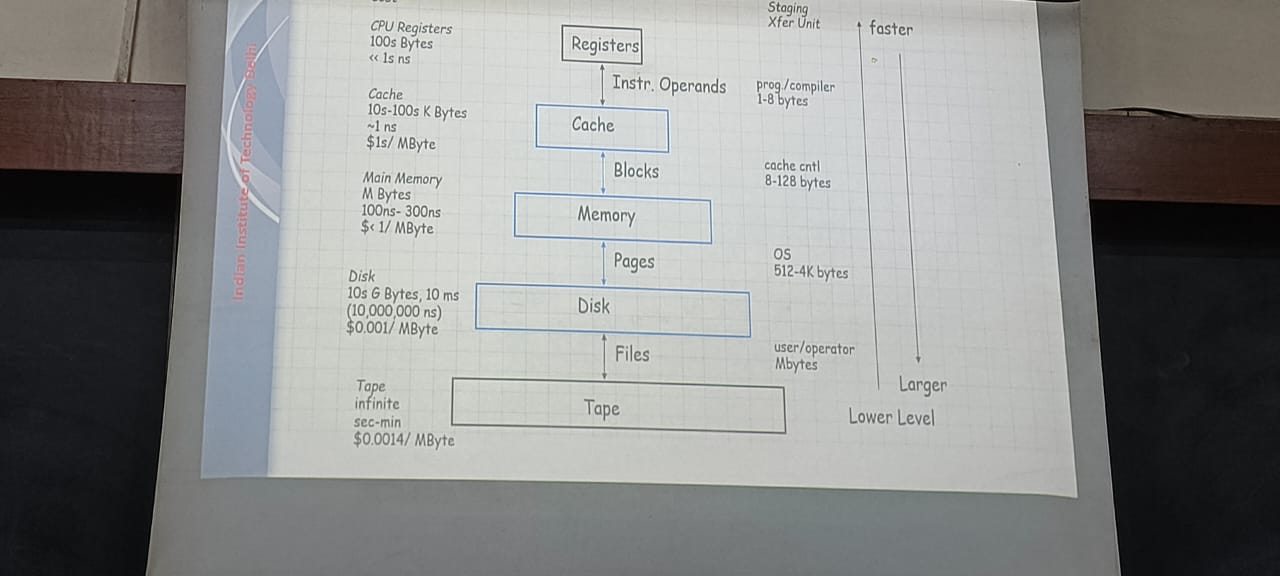 Indian Institute of Technology Delhi
CPU Registers
100s Bytes
<< 1s ns
Cache
10s-100s K Bytes
~1 ns
$1s/ MByte
Main Memory
M Bytes
100ns- 300ns
$< 1/ MByte
Disk
10s G Bytes, 10 ms
(10,000,000 ns)
$0.001/ MByte
Tape
infinite
sec-min
$0.0014/ MByte
Registers
Instr. Operands
Cache
Blocks
Memory
Pages
Disk
Files
Tape
Staging
Xfer Unit
prog./compiler
1-8 bytes
cache cntl
8-128 bytes
OS
512-4K bytes
user/operator
Mbytes
faster
Larger
Lower Level